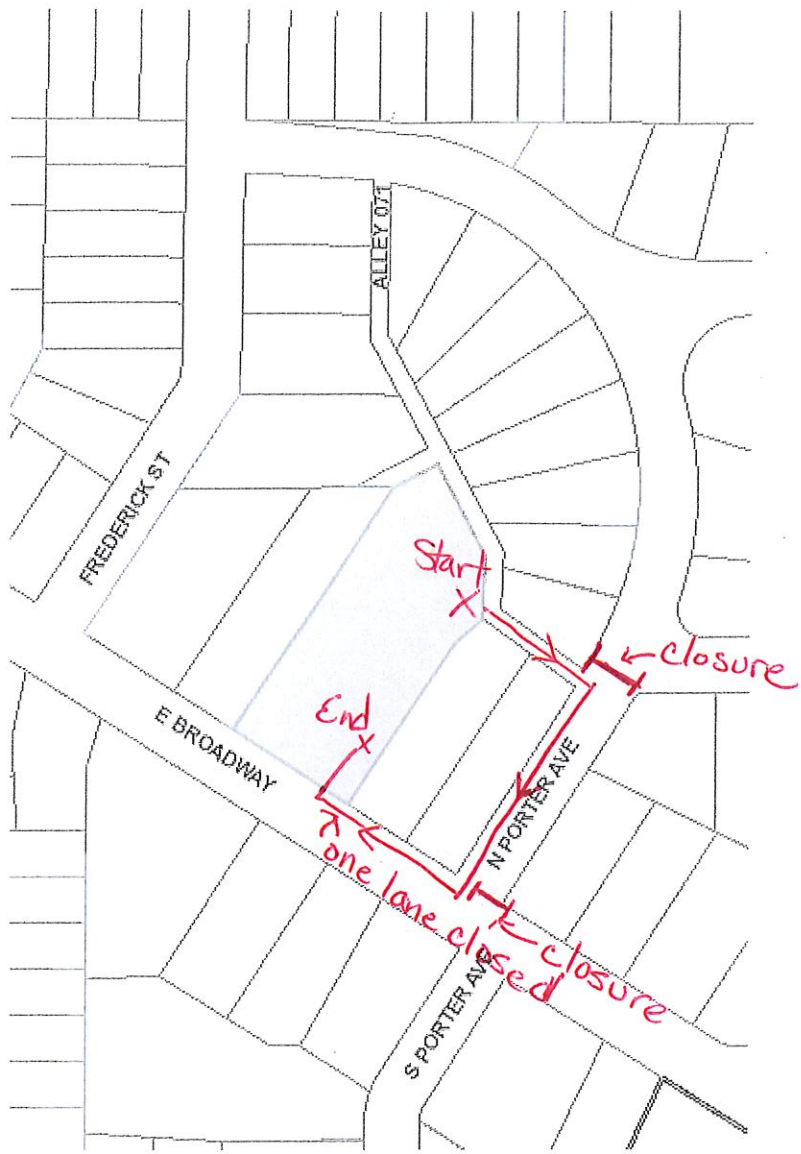 ALLEY 071
FREDERICK ST
Start
X
closure
End
x
E BROADWAY
N PORTER AVE
one lane closed
closure
S PORTER AVE